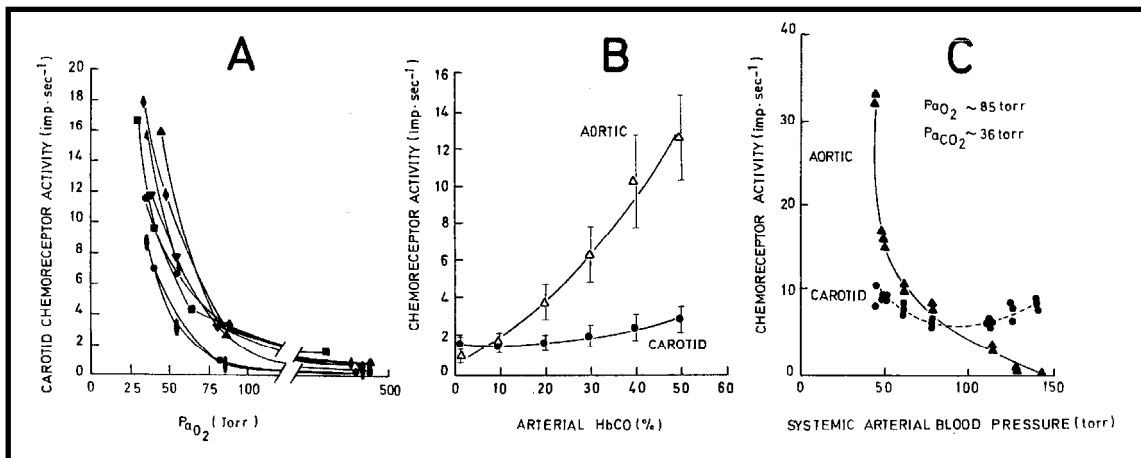 A
CAROTID CHEMORECEPTOR ACTIVITY (imp·sec⁻¹)
20
18
16
14
12
10
8
6
4
2
0
0 25 50 75 100 500
PaO₂ (Torr)
B
CHEMORECEPTOR ACTIVITY (imp·sec⁻¹)
16
14
12
10
8
6
4
2
0
AORTIC
CAROTID
0 10 20 30 40 50 60
ARTERIAL HbCO (%)
C
CHEMORECEPTOR ACTIVITY (imp·sec⁻¹)
40
30
20
10
0
PaO₂ ~85 torr
PaCO₂ ~36 torr
AORTIC
CAROTID
0 50 100 150
SYSTEMIC ARTERIAL BLOOD PRESSURE (torr)